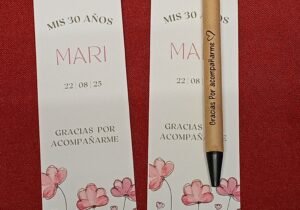 MIS 30 AÑOS
MARI
22 | 08 | 25
GRACIAS POR
ACOMPAÑARME
MIS 30 AÑOS
MA
22 | 08 |
GRACIAS
ACOMPAÑA
Gracias Por acompañarme ♡